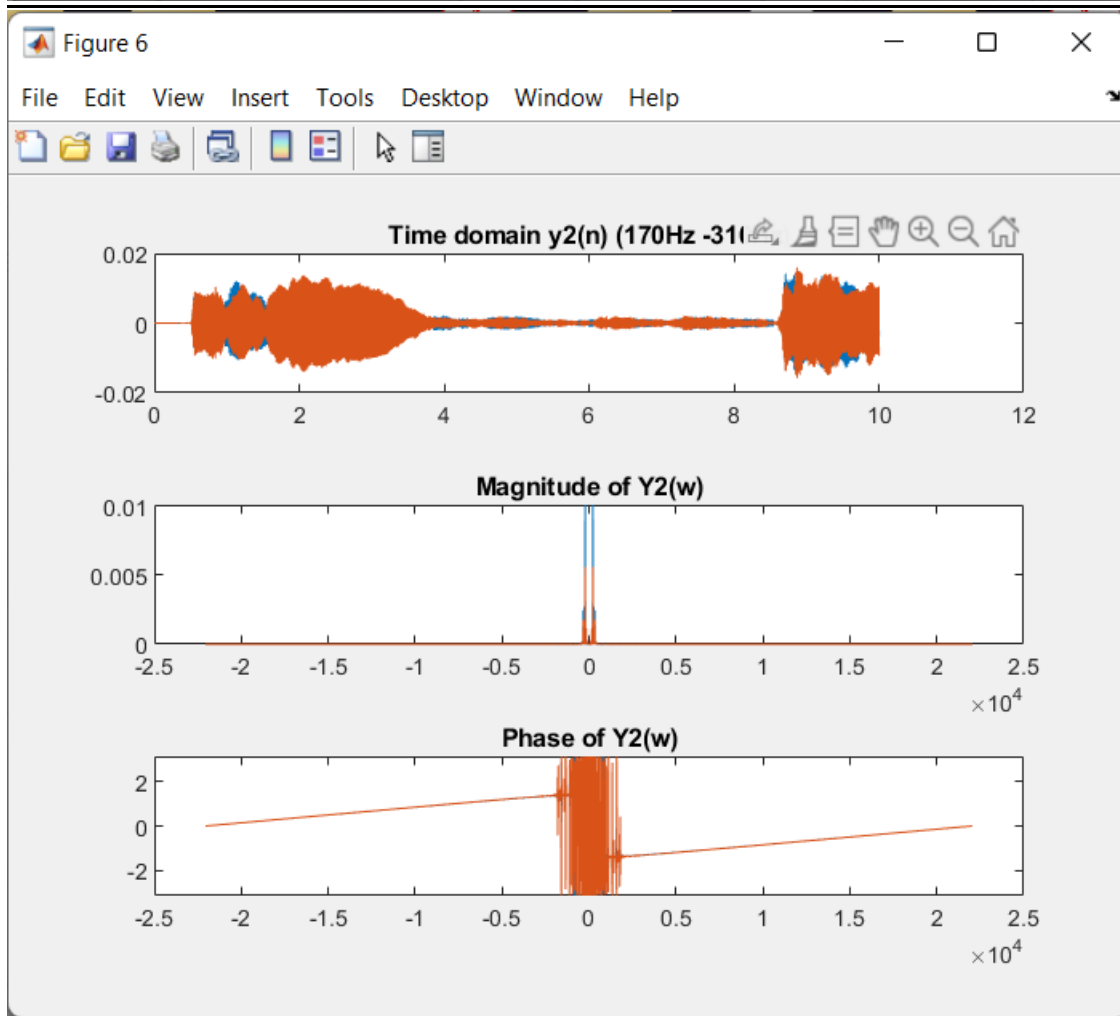 Figure 6
File Edit View Insert Tools Desktop Window Help
Time domain y2(n) (170Hz -310
0.02
0
-0.02
0 2 4 6 8 10 12
Magnitude of Y2(w)
0.01
0.005
0
-2.5 -2 -1.5 -1 -0.5 0 0.5 1 1.5 2 2.5
×10^4
Phase of Y2(w)
2
0
-2
-2.5 -2 -1.5 -1 -0.5 0 0.5 1 1.5 2 2.5
×10^4